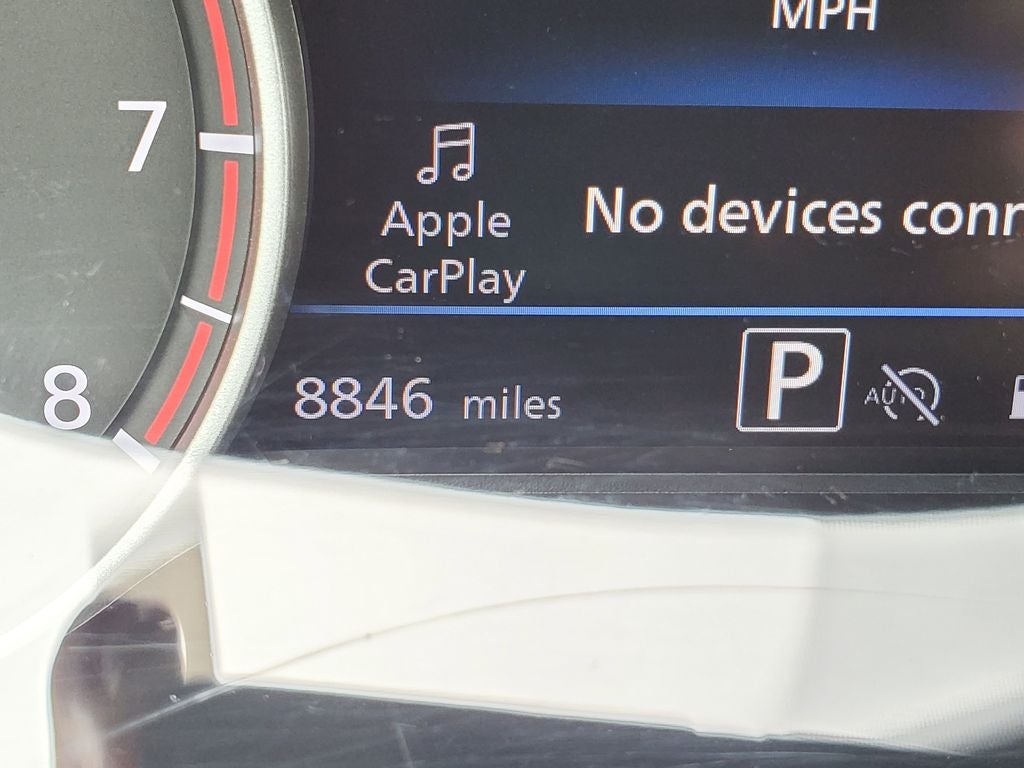 MPH
7
Apple
CarPlay
No devices conn
8
8846 miles
P
AUTO